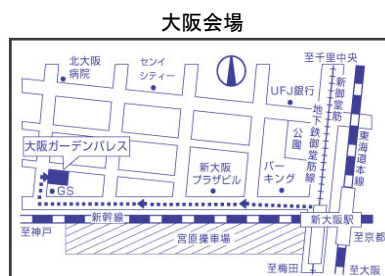 大阪会場
至千里中央
北大阪
病院
センイ
シティー
UFJ銀行
新御堂筋
地下鉄御堂筋線
東海道本線
公園
大阪ガーデンパレス
GS
新大阪
プラザビル
パー
キング
新幹線
新大阪駅
至神戸
宮原操車場
至京都
至梅田
至大阪